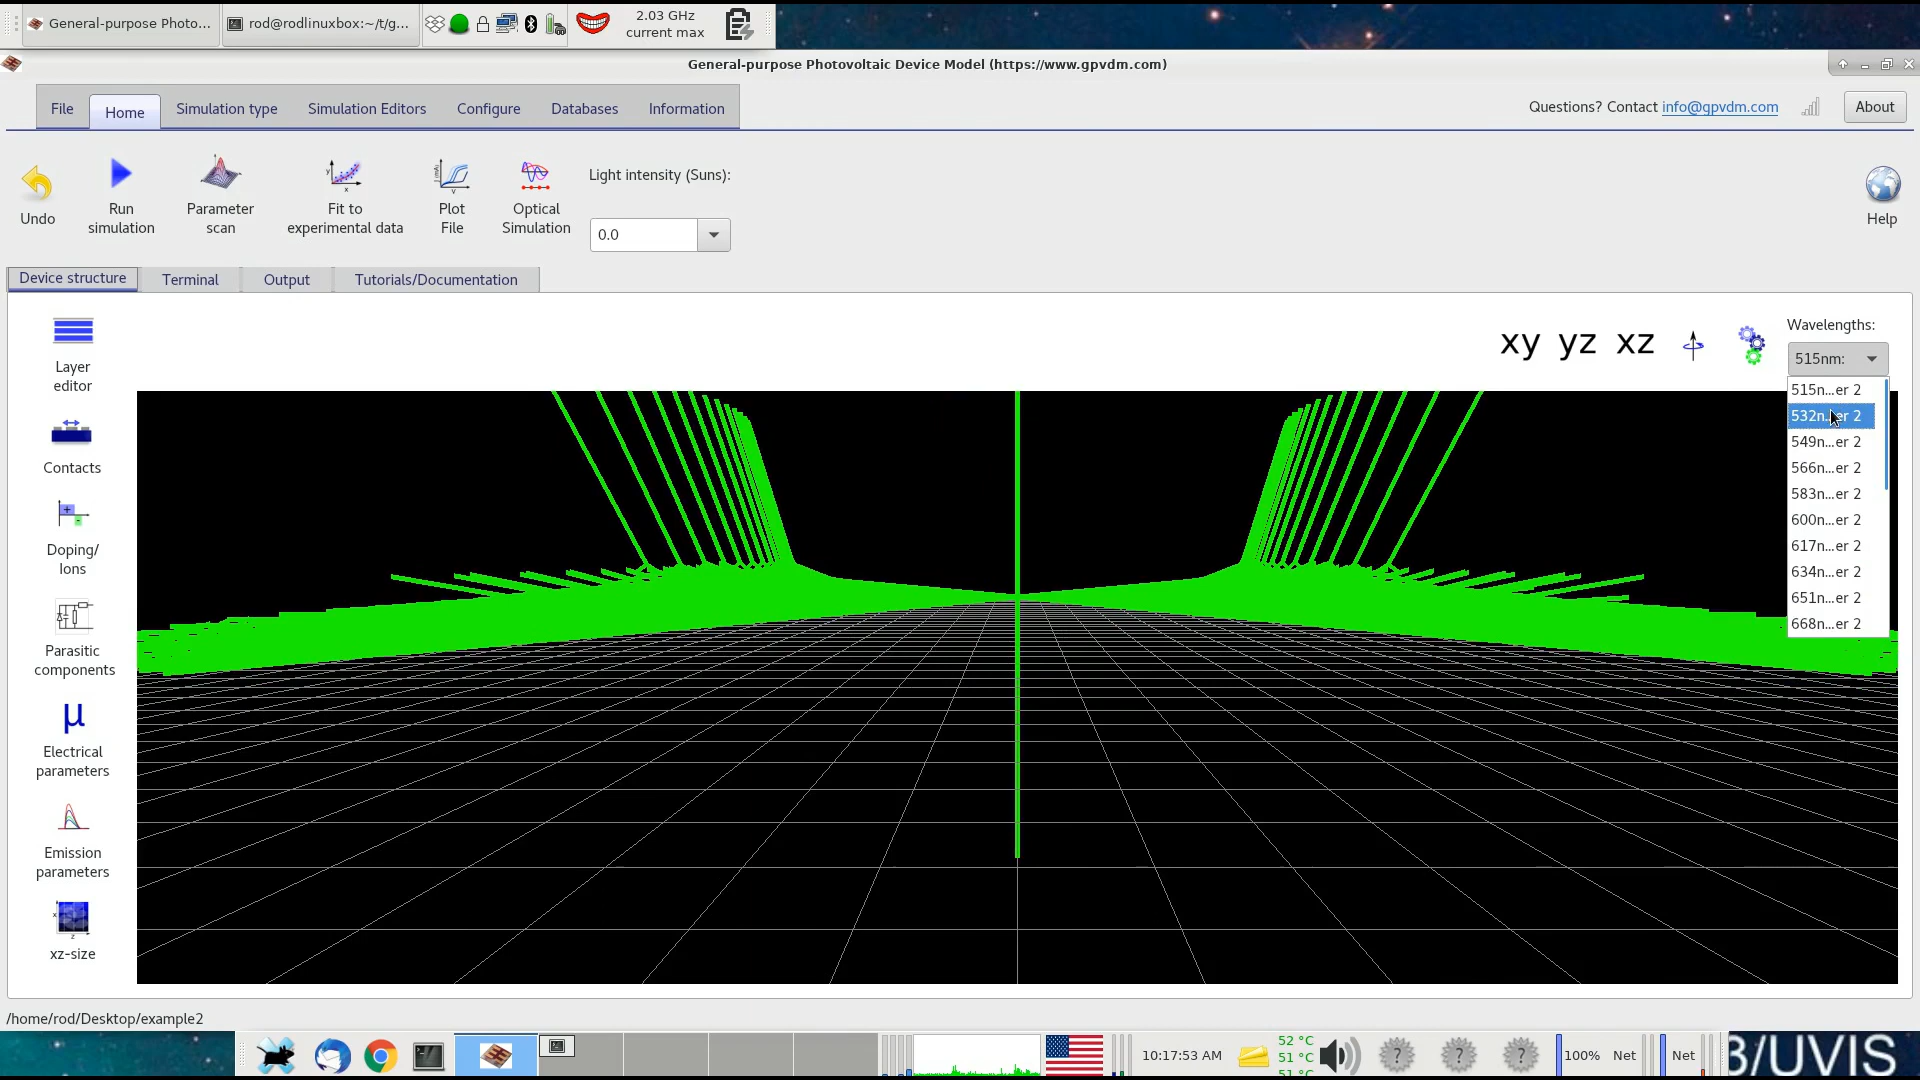 General-purpose Photo...
rod@rodlinuxbox:~/t/g...
2.03 GHz
current max
General-purpose Photovoltaic Device Model (https://www.gpvdm.com)
File
Home
Simulation type
Simulation Editors
Configure
Databases
Information
Questions? Contact info@gpvdm.com
About
Undo
Run
simulation
Parameter
scan
Fit to
experimental data
Plot
File
Optical
Simulation
Light intensity (Suns):
0.0
Help
Device structure
Terminal
Output
Tutorials/Documentation
Layer
editor
Contacts
Doping/
Ions
Parasitic
components
μ
Electrical
parameters
Emission
parameters
xz-size
xy yz xz
Wavelengths:
515nm:
515n...er 2
532n...er 2
549n...er 2
566n...er 2
583n...er 2
600n...er 2
617n...er 2
634n...er 2
651n...er 2
668n...er 2
/home/rod/Desktop/example2
10:17:53 AM
52 °C
51 °C
51 °C
100%
Net
Net
3/UVIS